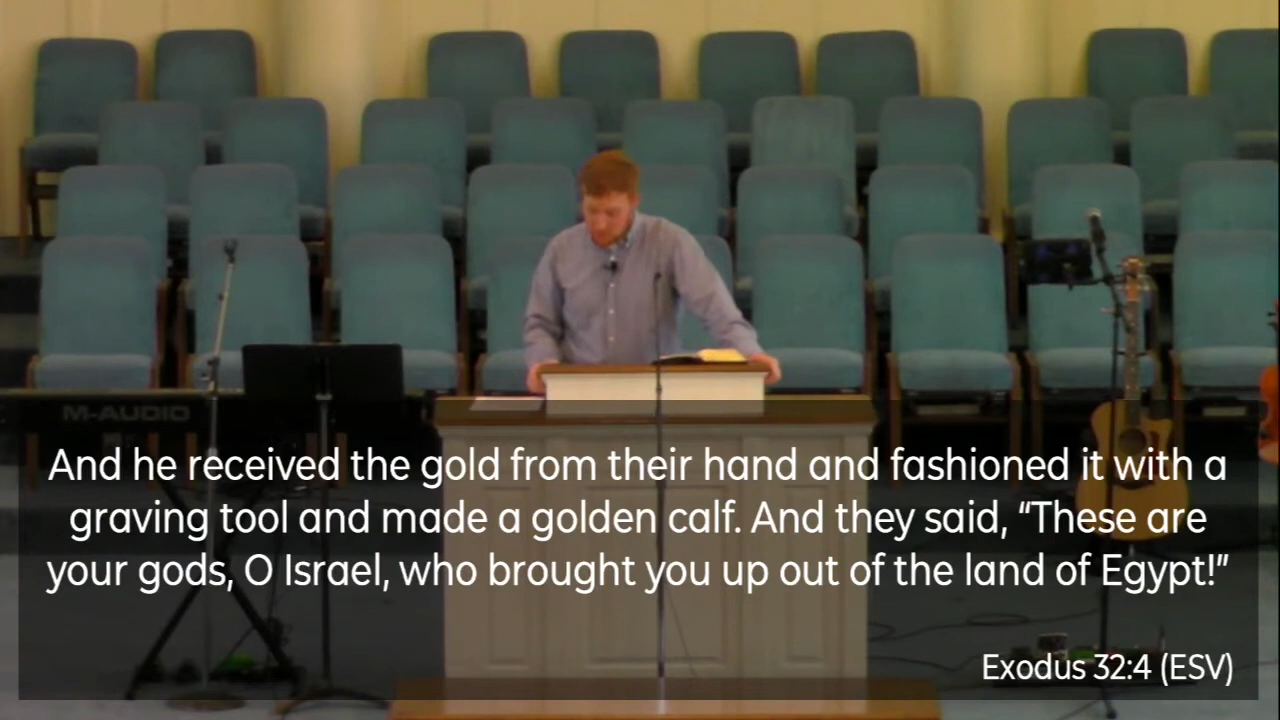 M-AUDIO
And he received the gold from their hand and fashioned it with a
graving tool and made a golden calf. And they said, “These are
your gods, O Israel, who brought you up out of the land of Egypt!”
Exodus 32:4 (ESV)